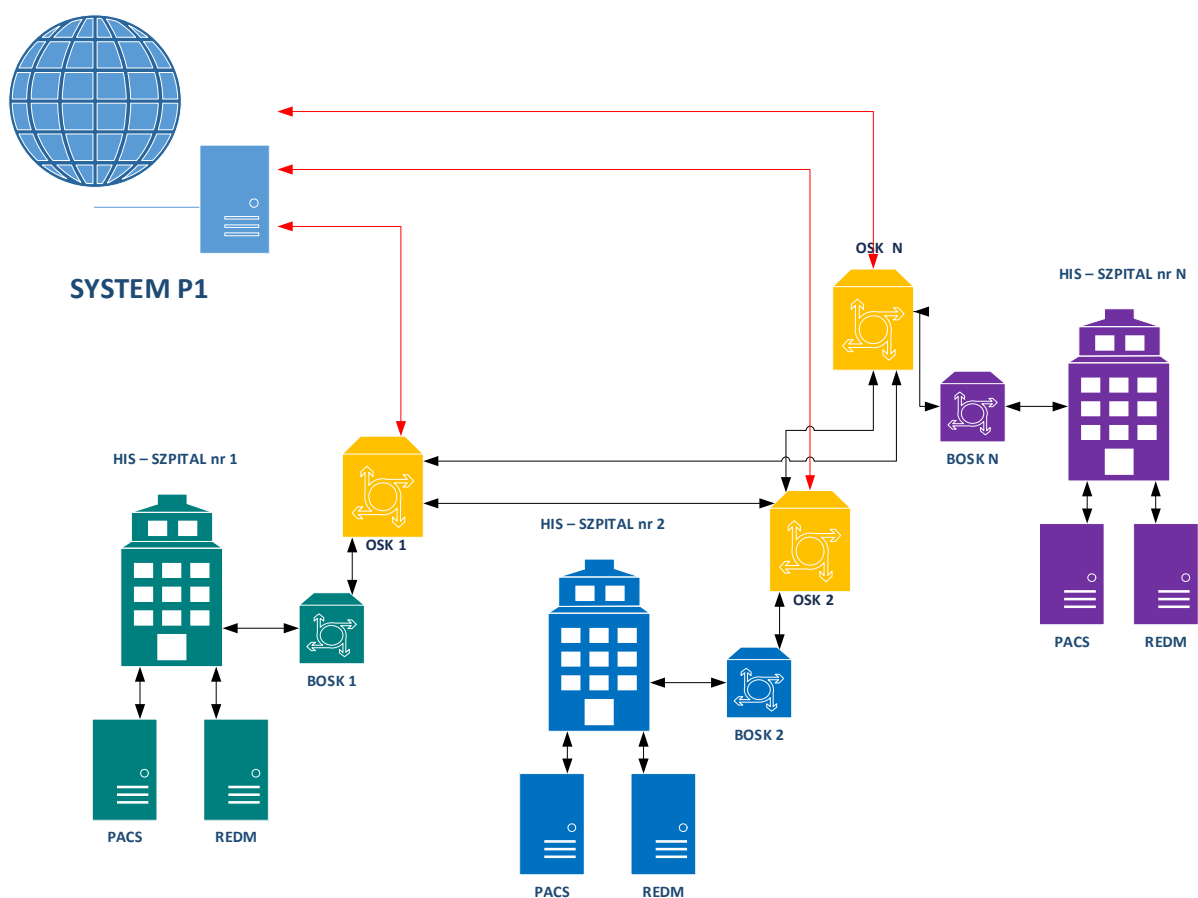 SYSTEM P1
OSK N
HIS – SZPITAL nr N
BOSK N
PACS
REDM
HIS – SZPITAL nr 1
OSK 1
BOSK 1
PACS
REDM
HIS – SZPITAL nr 2
OSK 2
BOSK 2
PACS
REDM